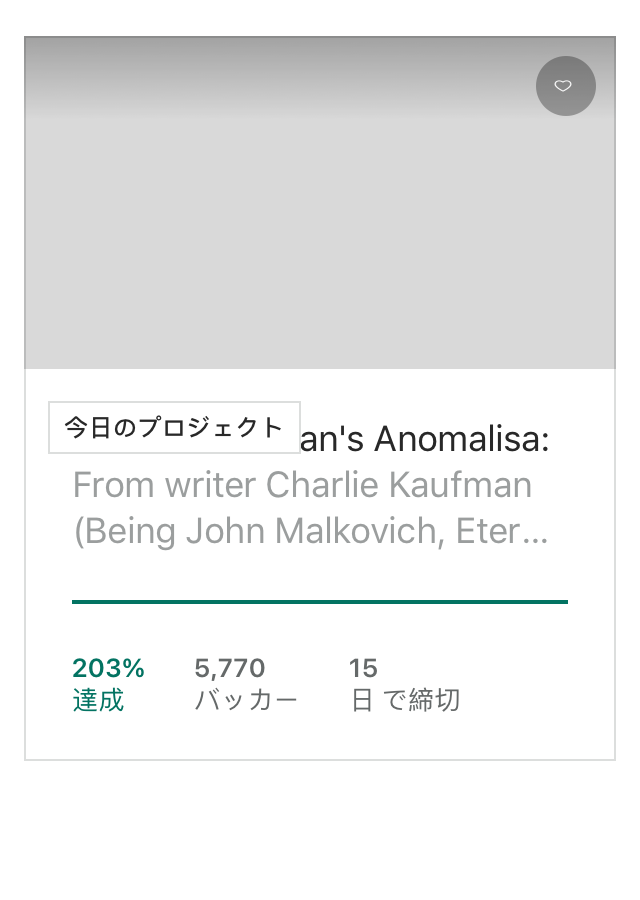 今日のプロジェクト
an's Anomalisa:
From writer Charlie Kaufman
(Being John Malkovich, Eter...
203%
達成
5,770
バッカー
15
日 で締切